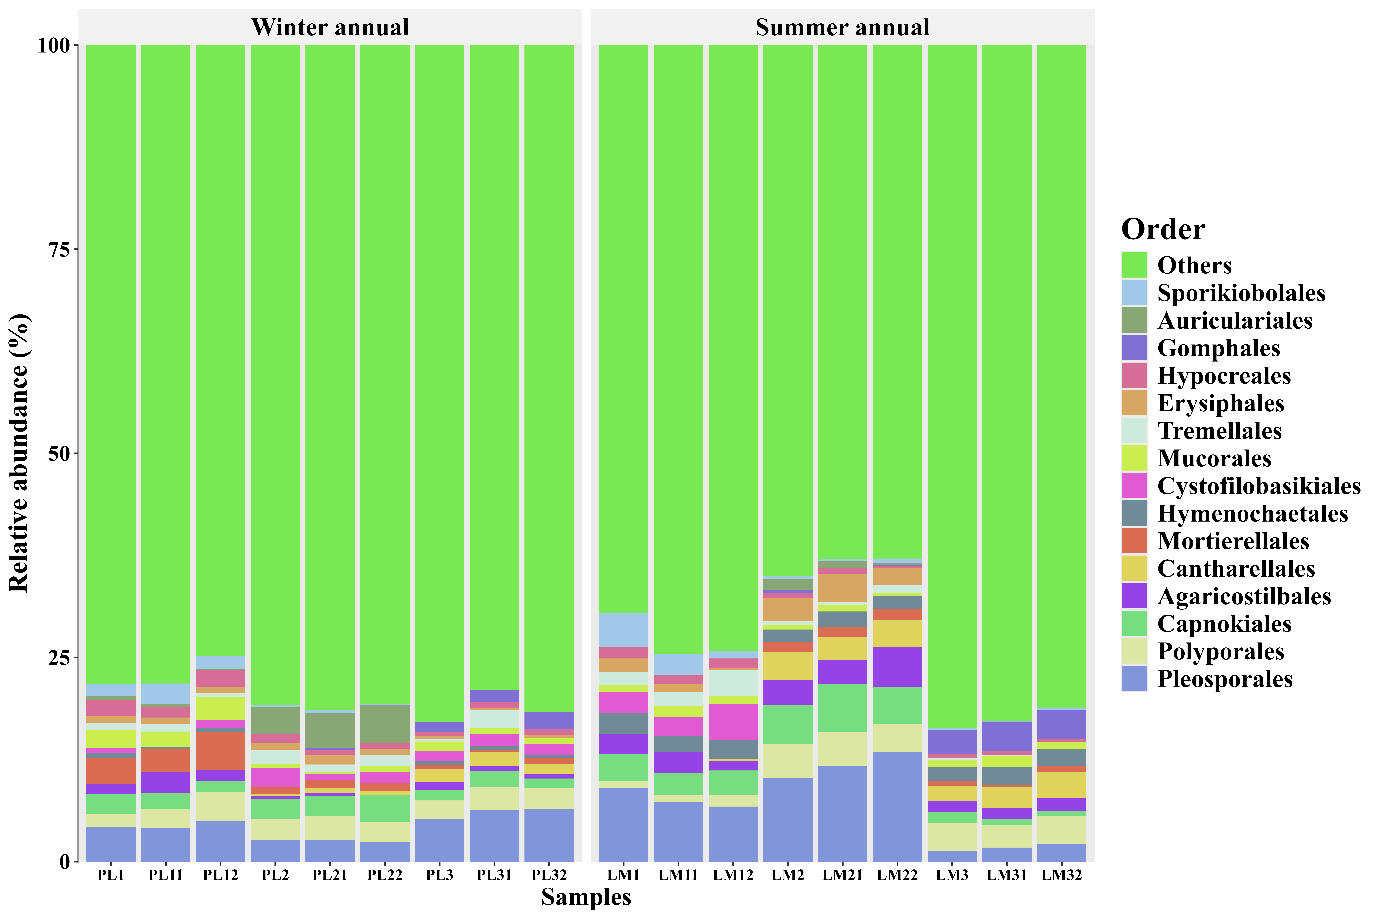 Winter annual
Summer annual
100
75
50
25
0
Relative abundance (%)
PL1 PL11 PL12 PL2 PL21 PL22 PL3 PL31 PL32
LM1 LM11 LM12 LM2 LM21 LM22 LM3 LM31 LM32
Samples
Order
Others
Sporikiobolales
Auriculariales
Gomphales
Hypocreales
Erysiphales
Tremellales
Mucorales
Cystofilobasikiales
Hymenochaetales
Mortierellales
Cantharellales
Agaricostilbales
Capnokiales
Polyporales
Pleosporales